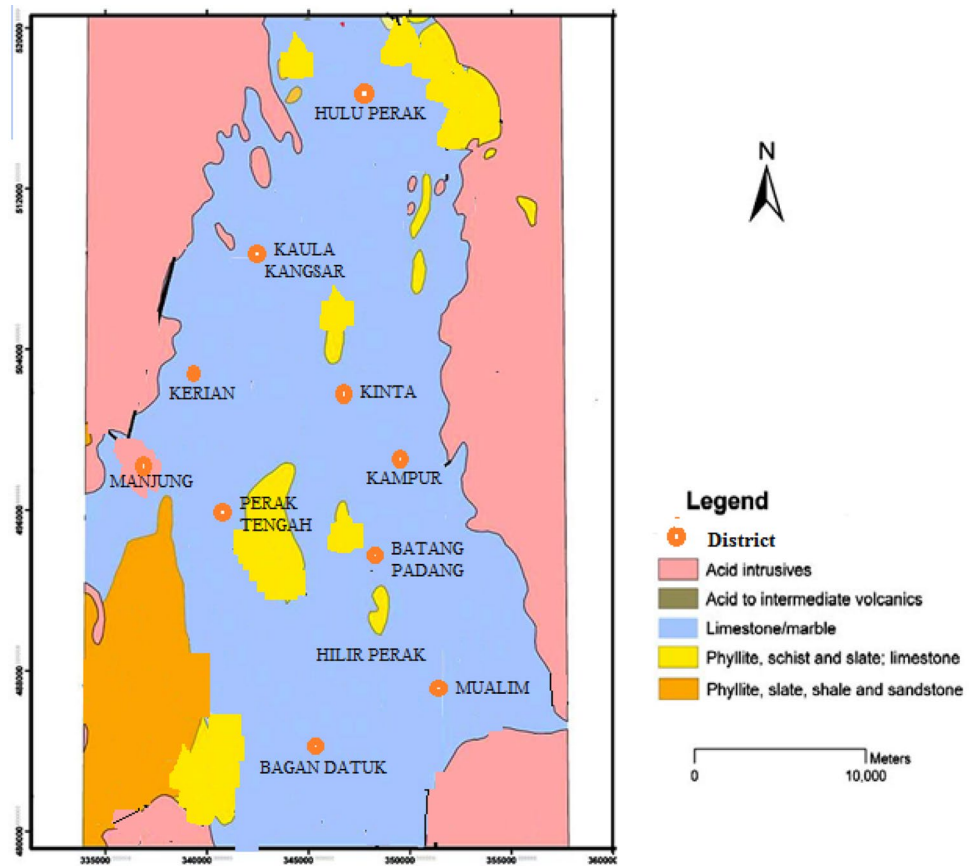 HULU PERAK
KAULA
KANGSAR
KERIAN
KINTA
MANJUNG
KAMPUR
PERAK
TENGAH
BATANG
PADANG
HILIR PERAK
MUALIM
BAGAN DATUK
520000
512000
504000
496000
488000
480000
335000
340000
345000
350000
355000
360000
N
Legend
District
Acid intrusives
Acid to intermediate volcanics
Limestone/marble
Phyllite, schist and slate; limestone
Phyllite, slate, shale and sandstone
Meters
0
10,000